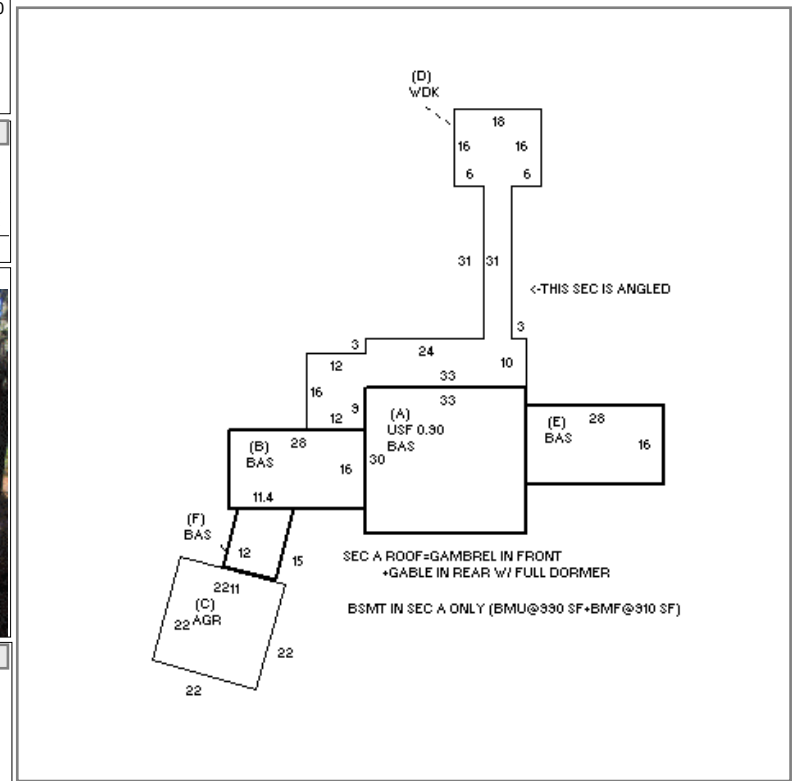 (D)
WDK
18
16 16
6 6
31 31
<-THIS SEC IS ANGLED
3
3
24
12
10
33
16
33
9
12
(A)
USF 0.90
BAS
(E)
BAS
28
16
(B)
BAS
28
16
30
11.4
(F)
BAS
12
15
SEC A ROOF=GAMBREL IN FRONT
+GABLE IN REAR W/ FULL DORMER
2211
(C)
AGR
22
BSMT IN SEC A ONLY (BMU@990 SF+BMF@910 SF)
22
22